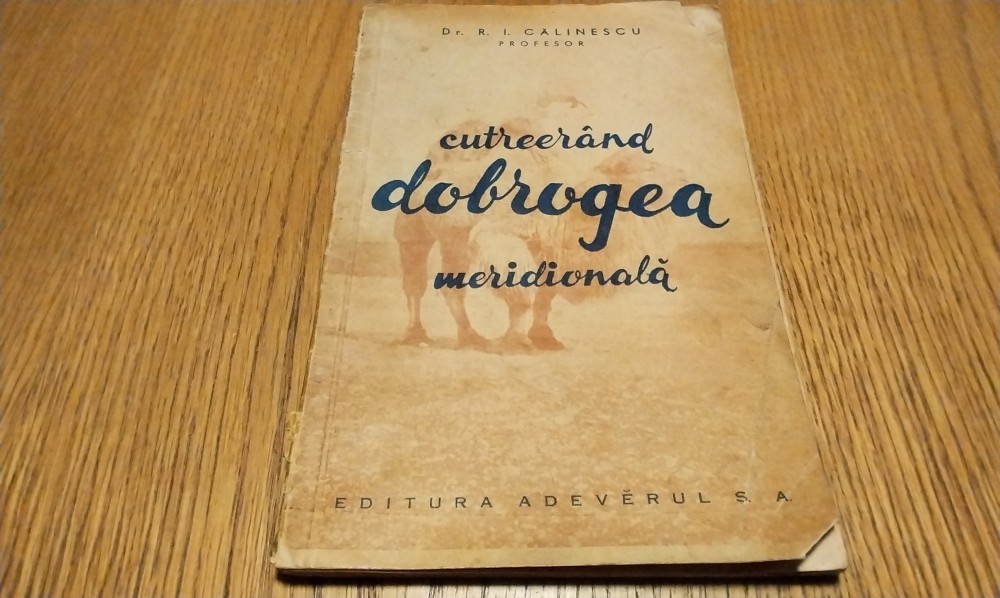 Dr. R. I. CĂLINESCU
PROFESOR
cutreerând
dobrogea
meridională
EDITURA ADEVĔRUL S. A.